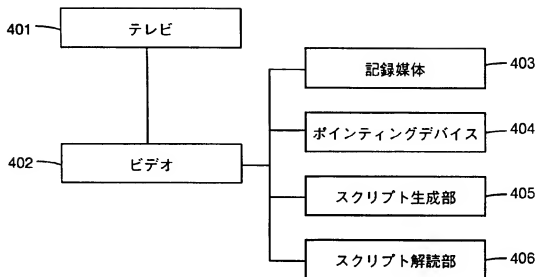 401 テレビ
402 ビデオ
記録媒体 403
ポインティングデバイス 404
スクリプト生成部 405
スクリプト解読部 406